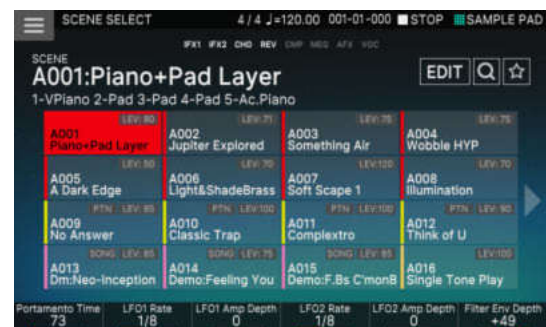 SCENE SELECT 4/4 ♩=120.00 001-01-000 STOP SAMPLE PAD
IFX1 IFX2 CHO REV CMP MEQ AFX VOC
SCENE
A001:Piano+Pad Layer
EDIT
1-VPiano 2-Pad 3-Pad 4-Pad 5-Ac.Piano
LEV: 80 LEV: 71 LEV: 75 LEV: 75
A001 A002 A003 A004
Piano+Pad Layer Jupiter Explored Something Air Wobble HYP
LEV: 50 LEV: 70 LEV:120 LEV: 70
A005 A006 A007 A008
A Dark Edge Light&ShadeBrass Soft Scape 1 Illumination
PTN LEV: 85 PTN LEV:100 PTN LEV:100 PTN LEV: 90
A009 A010 A011 A012
No Answer Classic Trap Complextro Think of U
SONG LEV: 85 SONG LEV: 75 SONG LEV: 85 LEV:100
A013 A014 A015 A016
Dm:Neo-Inception Demo:Feeling You Demo:F.Bs C'monB Single Tone Play
Portamento Time LFO1 Rate LFO1 Amp Depth LFO2 Rate LFO2 Amp Depth Filter Env Depth
73 1/8 0 1/8 0 +49